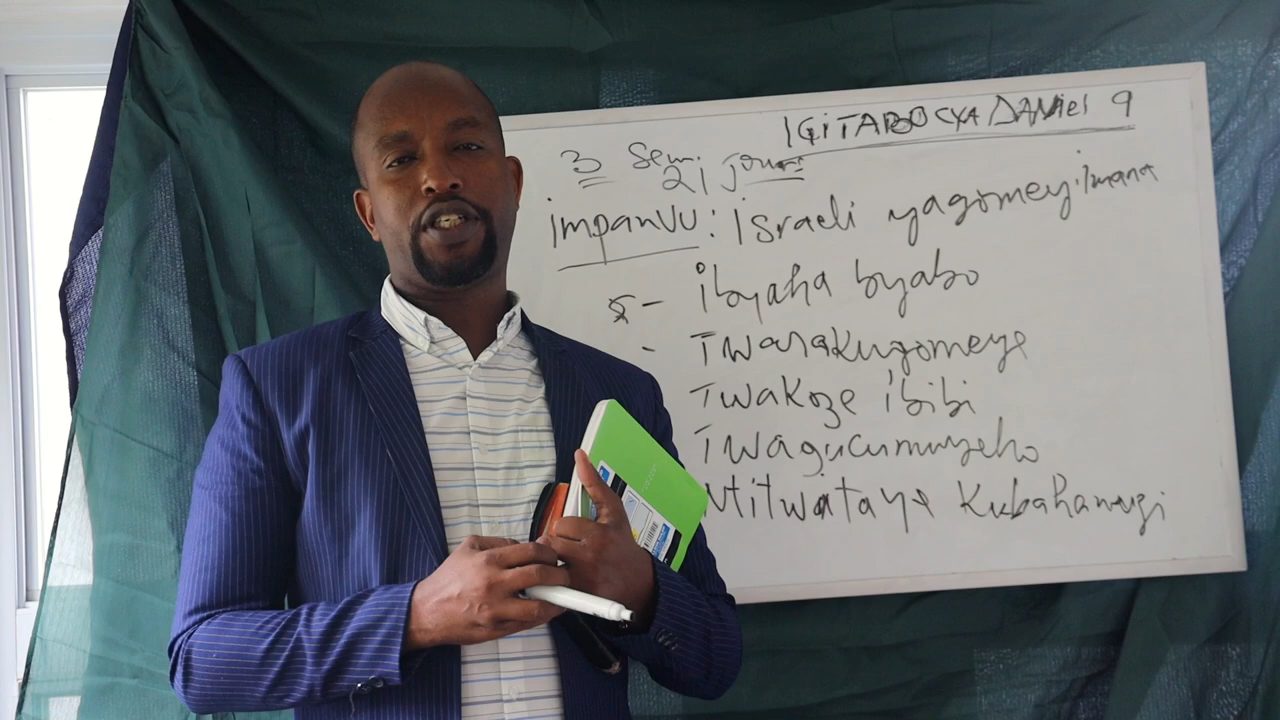 IGITABO CYA DANIEL 9
3 Sem.
21 jours
impanvu: israeli yagomeye imana
- ibyaha byabo
- Twarakugomeye
Twakoze ibibi
Twagucumuyeho
Ntitwataye Kubahanuzi